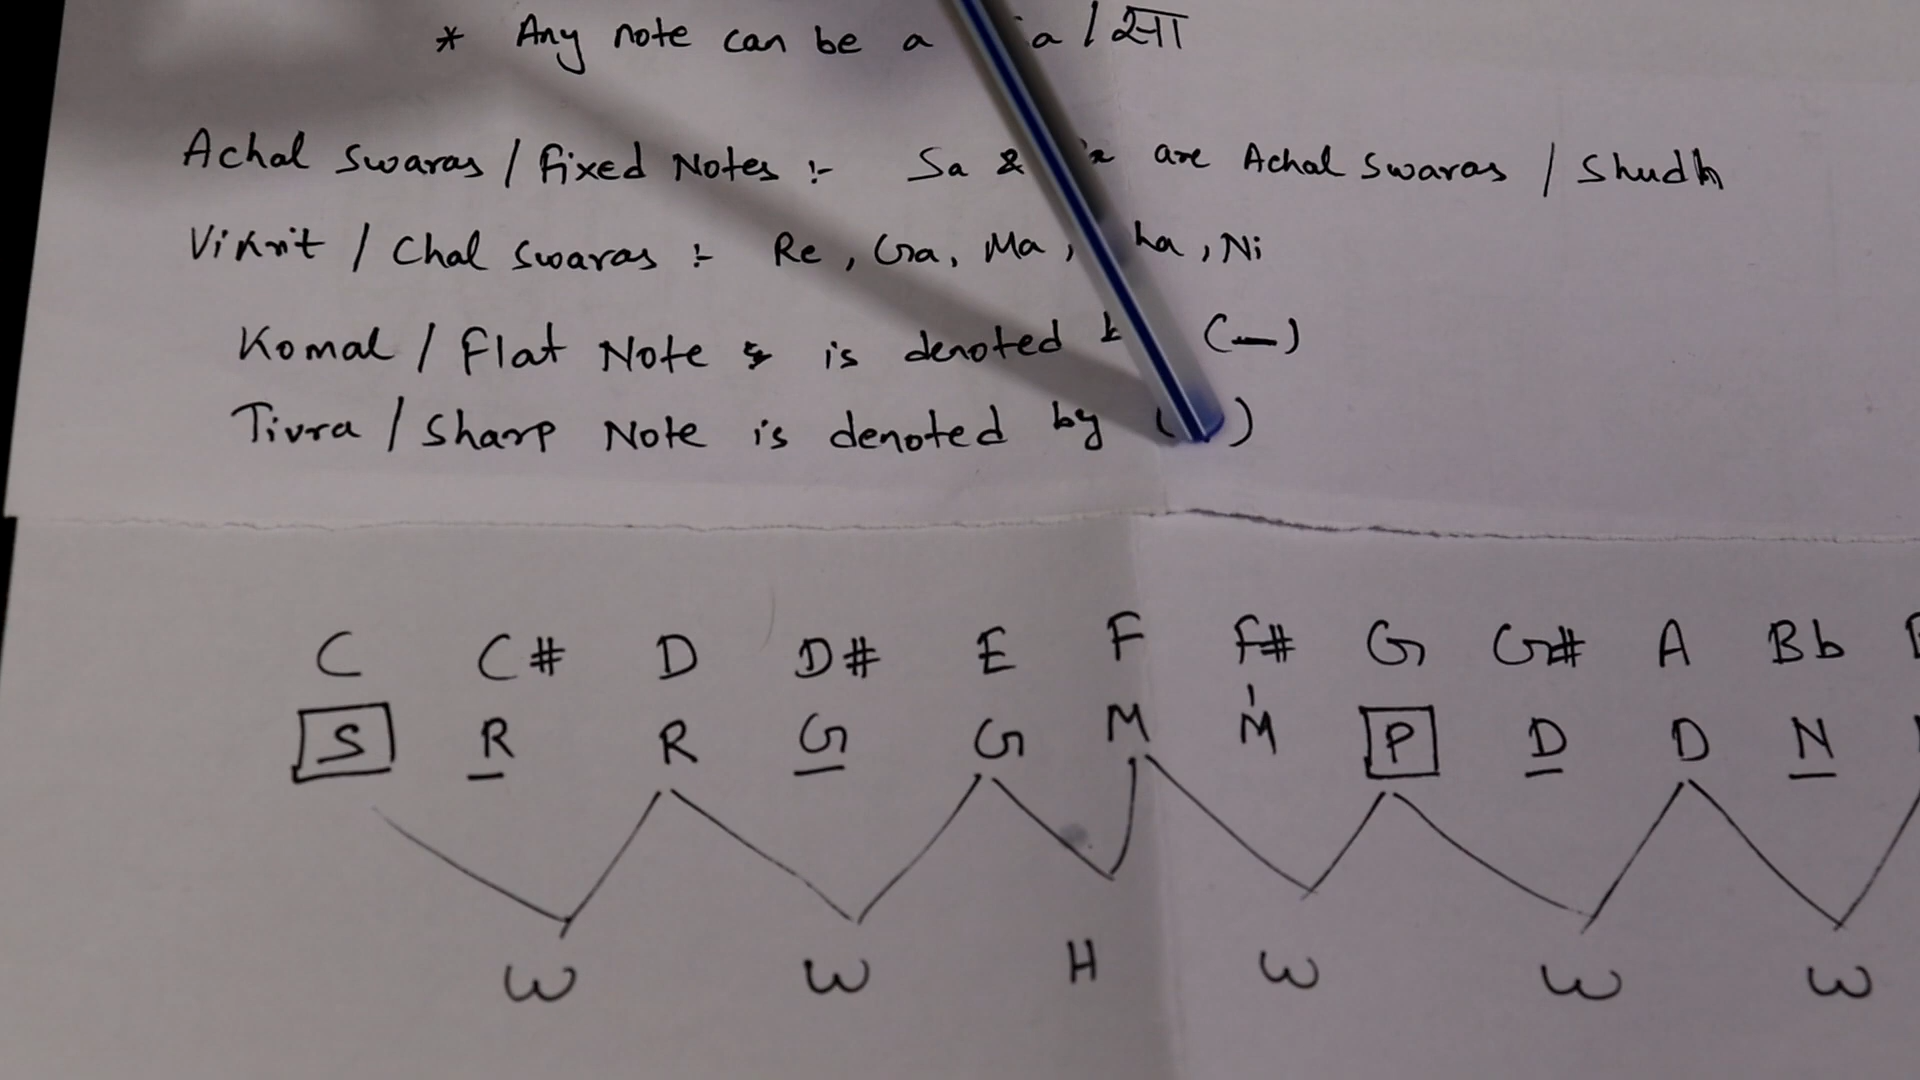 * Any note can be a / सा
Achal Swaras / Fixed Notes :- Sa & are Achal Swaras / Shudh
Vikrit / Chal Swaras :- Re, Ga, Ma, Ni
Komal / Flat Note is denoted (—)
Tivra / Sharp Note is denoted by ( )
C C# D D# E F F# G G# A Bb
S R R G G M M' P D D N
W W H W W W